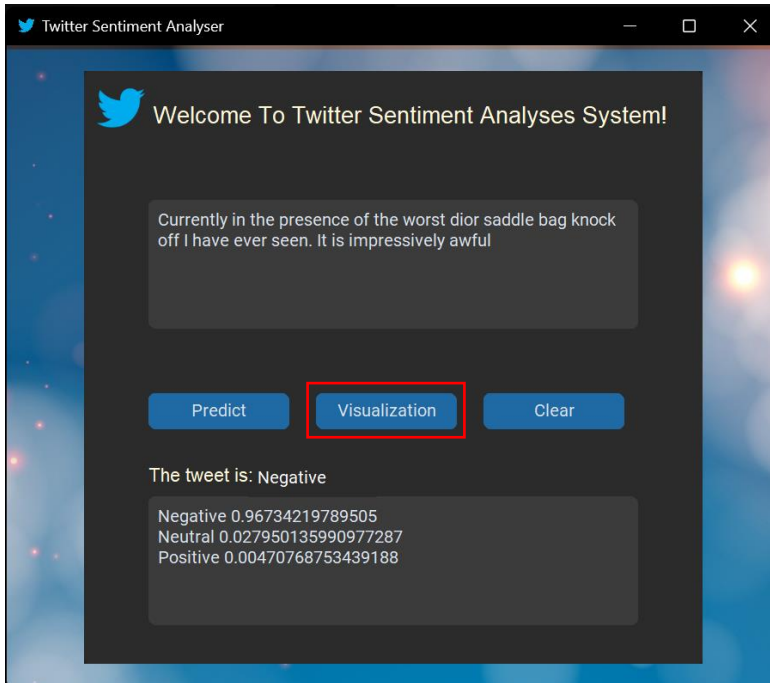 Twitter Sentiment Analyser
Welcome To Twitter Sentiment Analyses System!
Currently in the presence of the worst dior saddle bag knock
off I have ever seen. It is impressively awful
Predict Visualization Clear
The tweet is: Negative
Negative 0.96734219789505
Neutral 0.027950135990977287
Positive 0.00470768753439188